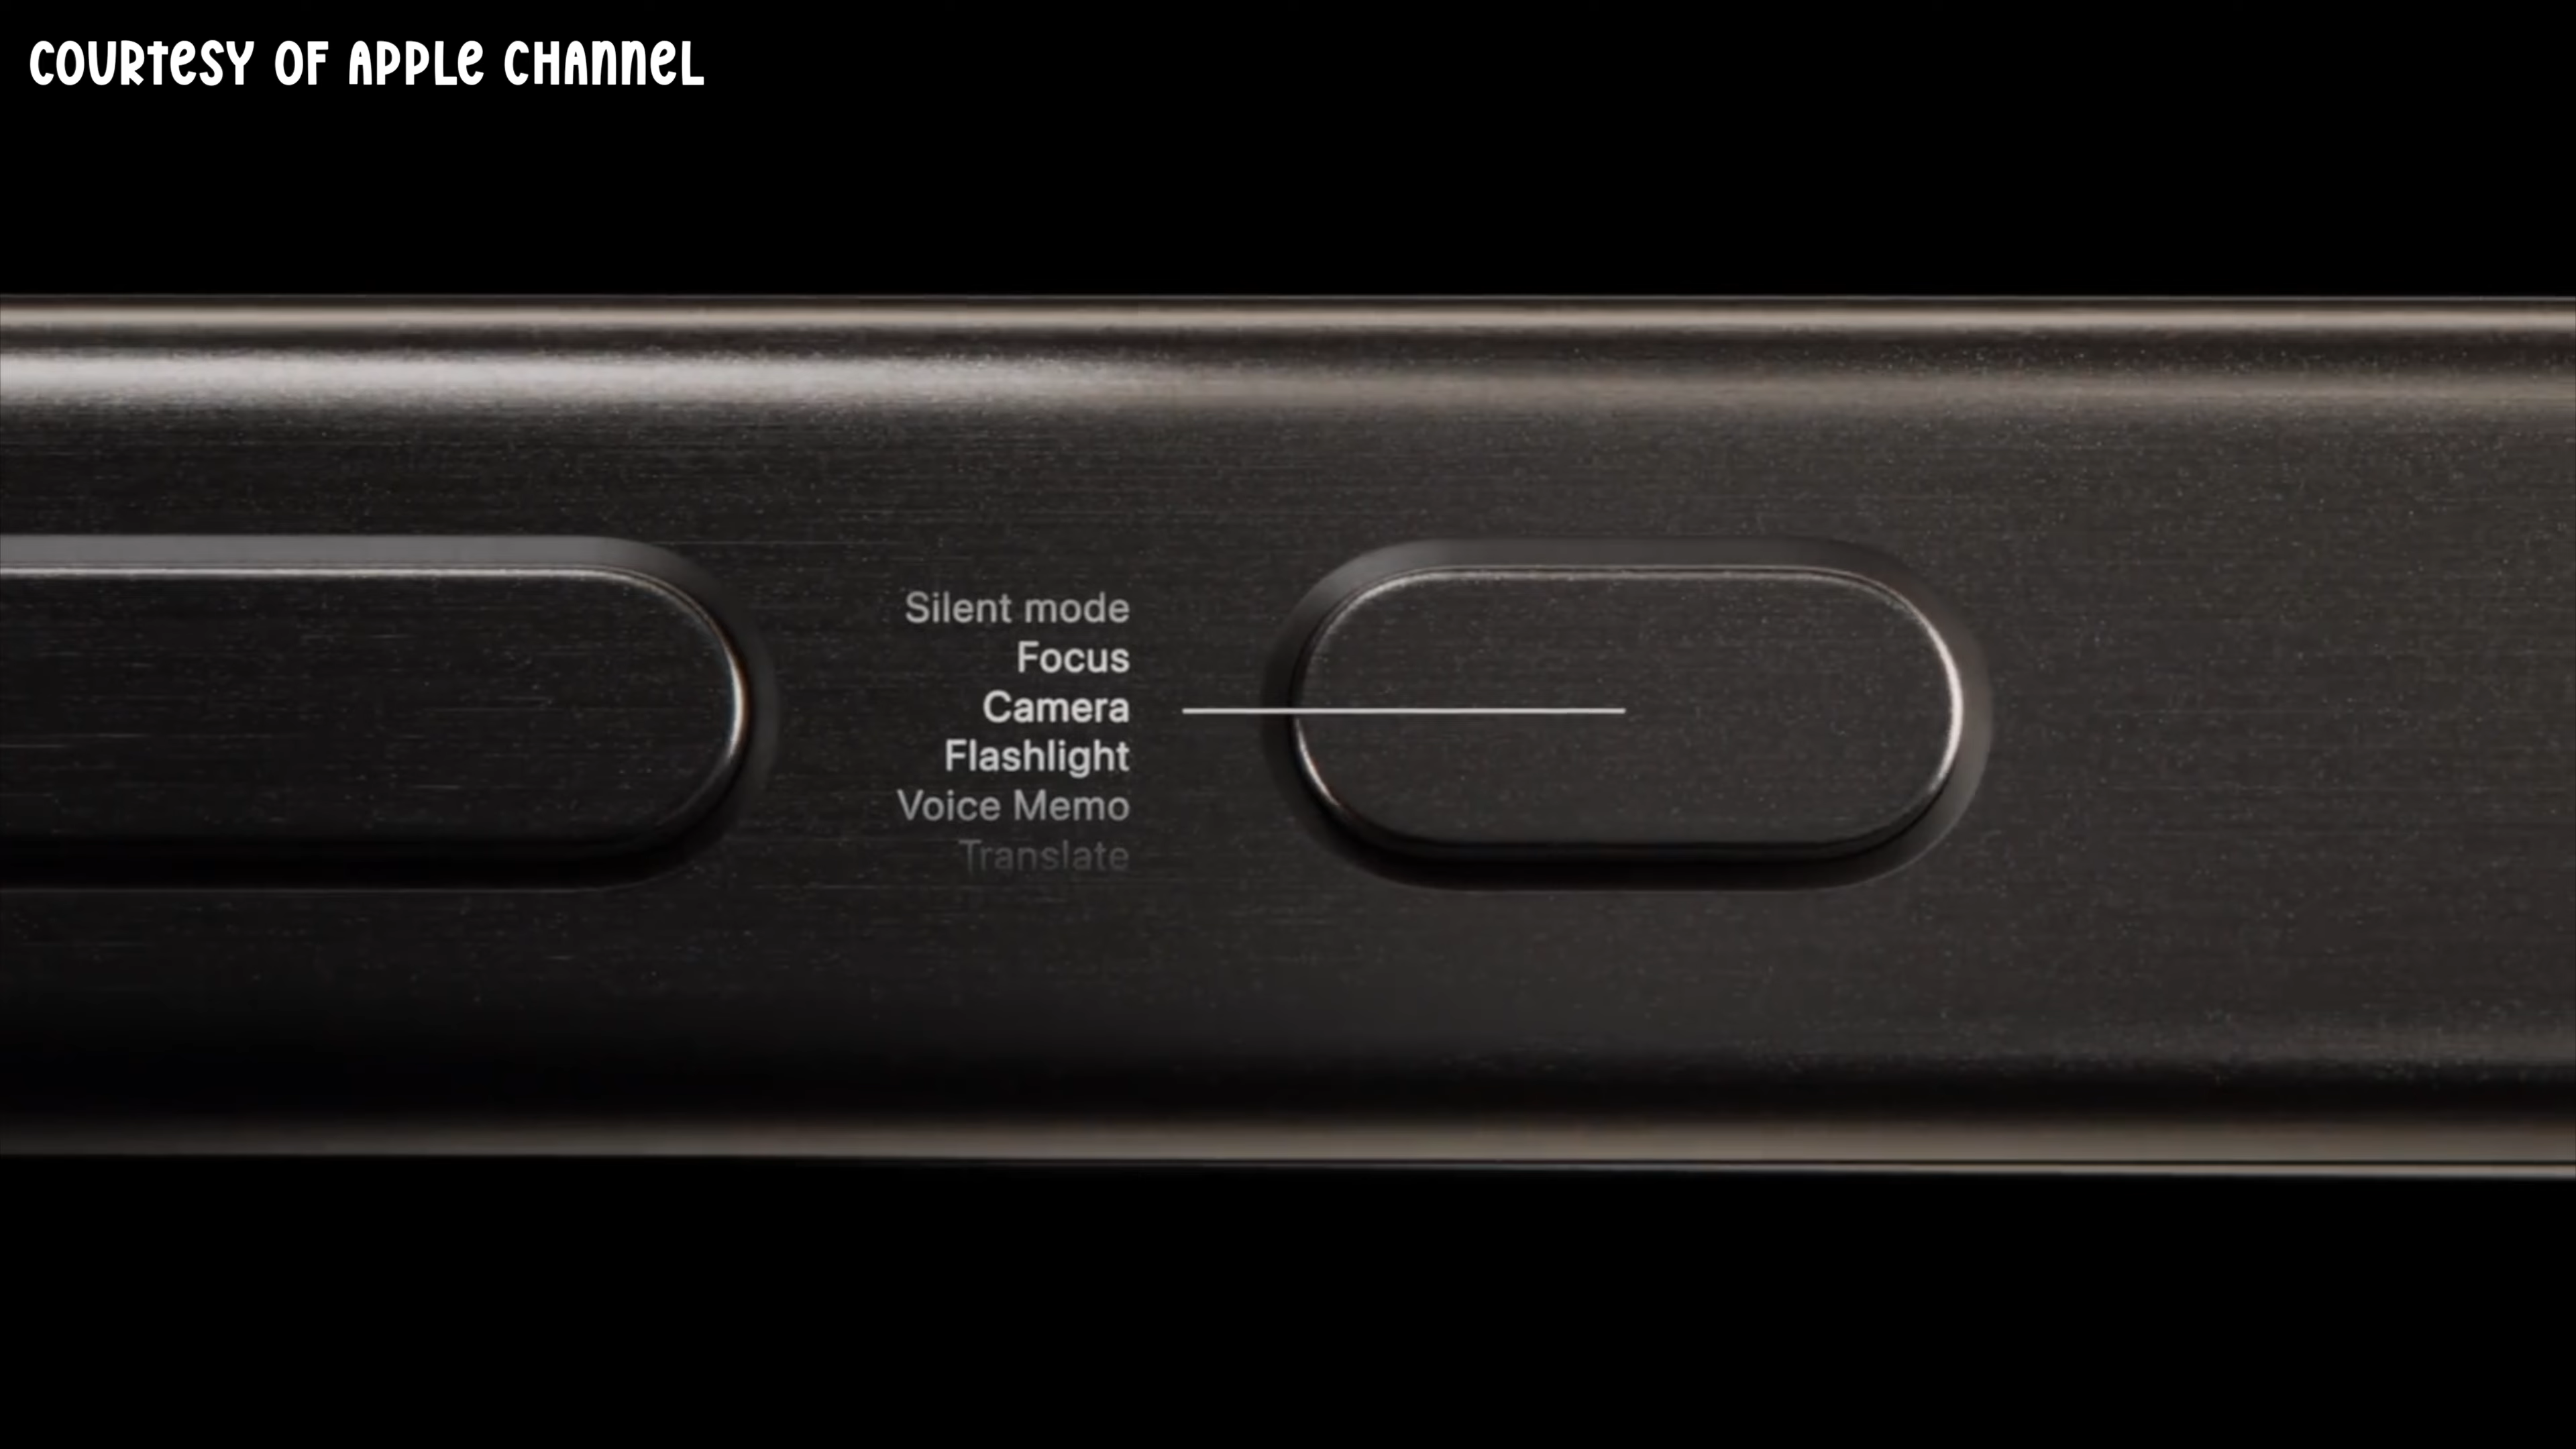 COURTESY OF APPLE CHANNEL
Silent mode
Focus
Camera
Flashlight
Voice Memo
Translate